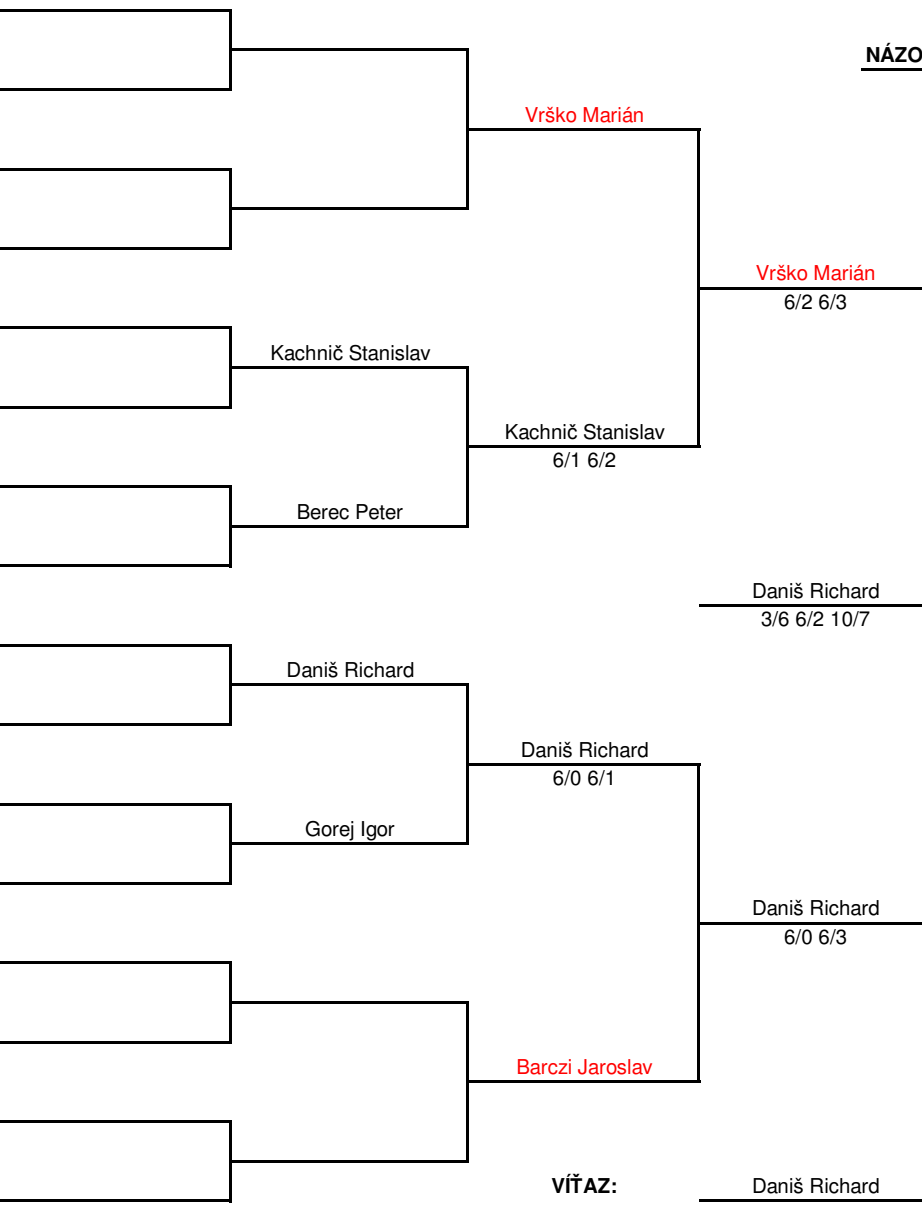 NÁZO
Vrško Marián
Vrško Marián
6/2 6/3
Kachnič Stanislav
Kachnič Stanislav
6/1 6/2
Berec Peter
Daniš Richard
3/6 6/2 10/7
Daniš Richard
Daniš Richard
6/0 6/1
Gorej Igor
Daniš Richard
6/0 6/3
Barczi Jaroslav
VÍŤAZ: Daniš Richard